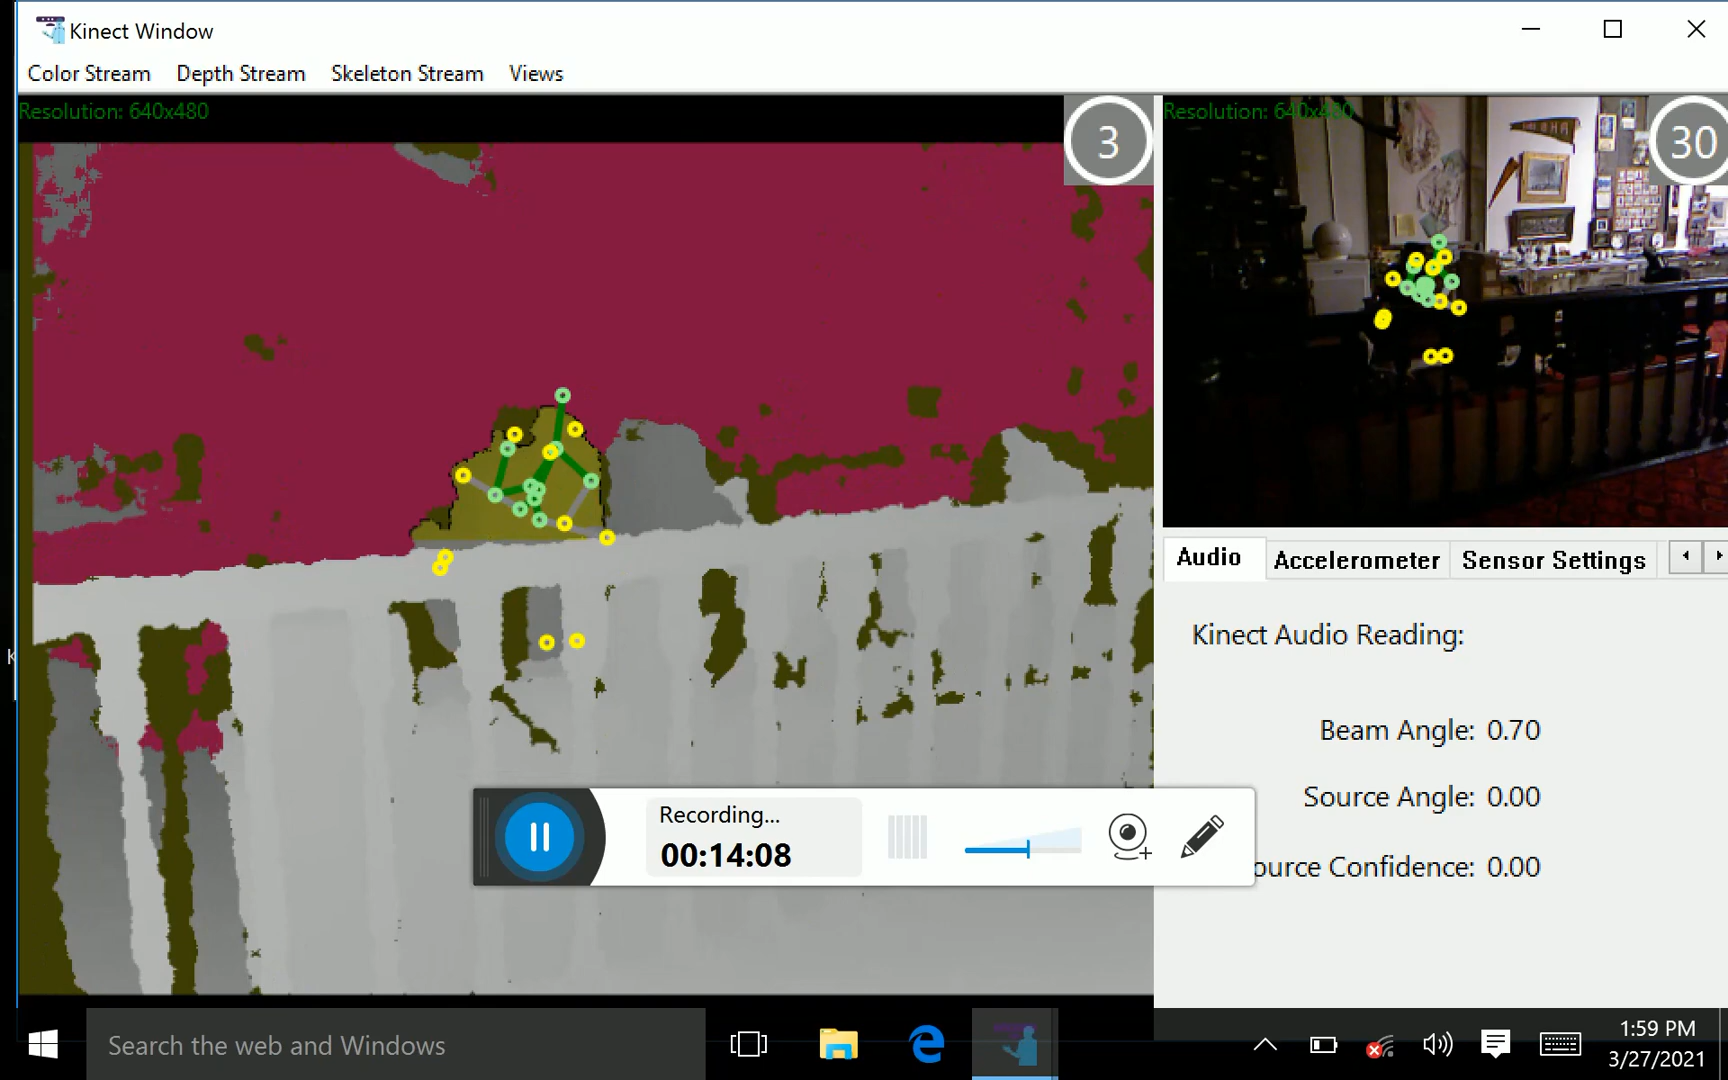 Kinect Window
Color Stream Depth Stream Skeleton Stream Views
Resolution: 640x480
3
Resolution: 640x480
30
Audio Accelerometer Sensor Settings
K
Kinect Audio Reading:
Beam Angle: 0.70
Source Angle: 0.00
ource Confidence: 0.00
Recording...
00:14:08
Search the web and Windows
1:59 PM
3/27/2021